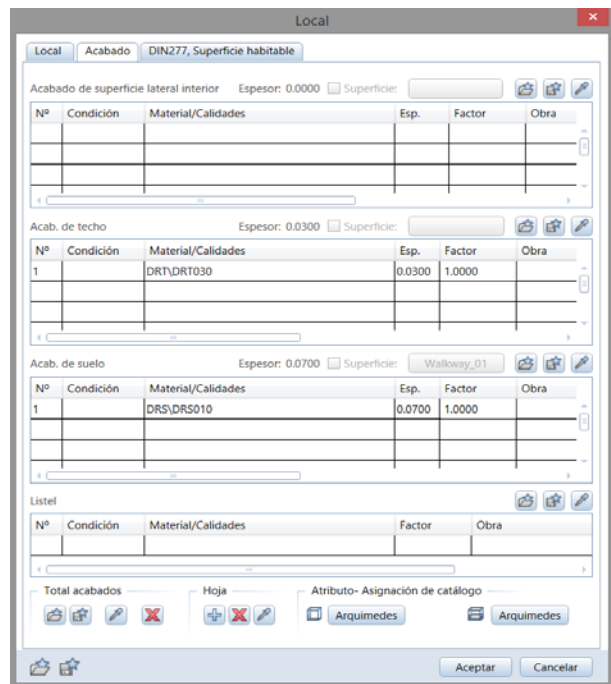 Local
Local Acabado DIN277, Superficie habitable
Acabado de superficie lateral interior Espesor: 0.0000 Superficie:
Nº Condición Material/Calidades Esp. Factor Obra
Acab. de techo Espesor: 0.0300 Superficie:
Nº Condición Material/Calidades Esp. Factor Obra
1 DRT\DRT030 0.0300 1.0000
Acab. de suelo Espesor: 0.0700 Superficie: Walkway_01
Nº Condición Material/Calidades Esp. Factor Obra
1 DRS\DRS010 0.0700 1.0000
Listel
Nº Condición Material/Calidades Factor Obra
Total acabados Hoja Atributo- Asignación de catálogo
Arquimedes Arquimedes
Aceptar Cancelar